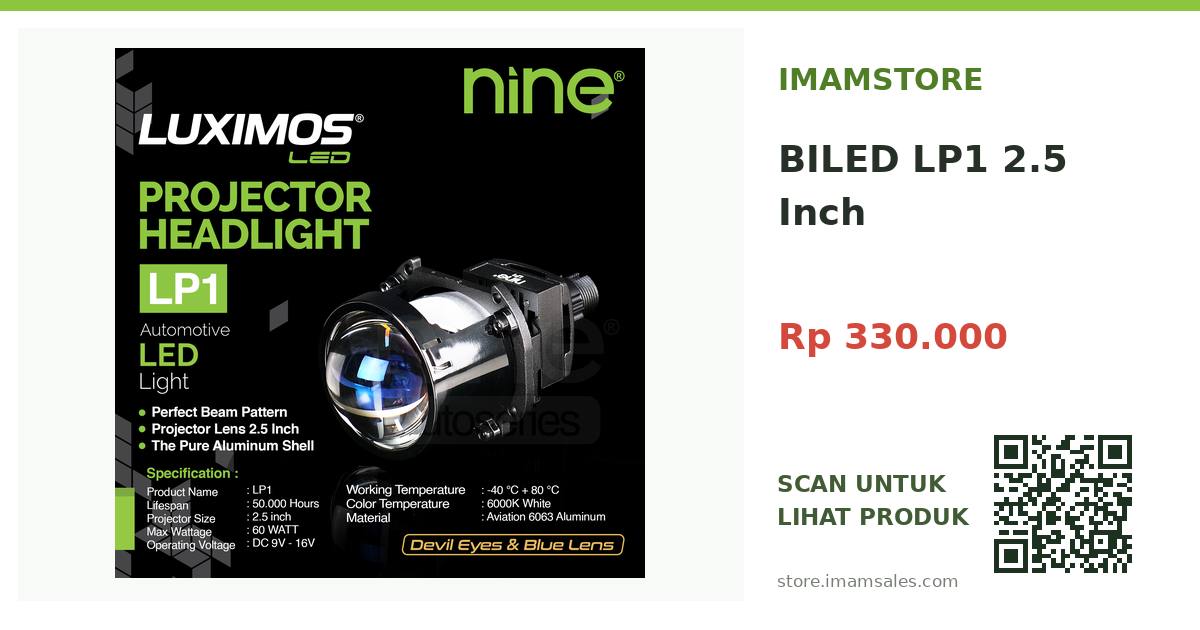 nine®
LUXIMOS®
LED
PROJECTOR
HEADLIGHT
LP1
Automotive
LED
Light
Perfect Beam Pattern
Projector Lens 2.5 Inch
The Pure Aluminum Shell
Specification :
Product Name : LP1
Lifespan : 50.000 Hours
Projector Size : 2.5 inch
Max Wattage : 60 WATT
Operating Voltage : DC 9V - 16V
Working Temperature : -40 °C + 80 °C
Color Temperature : 6000K White
Material : Aviation 6063 Aluminum
Devil Eyes & Blue Lens
IMAMSTORE
BILED LP1 2.5
Inch
Rp 330.000
SCAN UNTUK
LIHAT PRODUK
store.imamsales.com